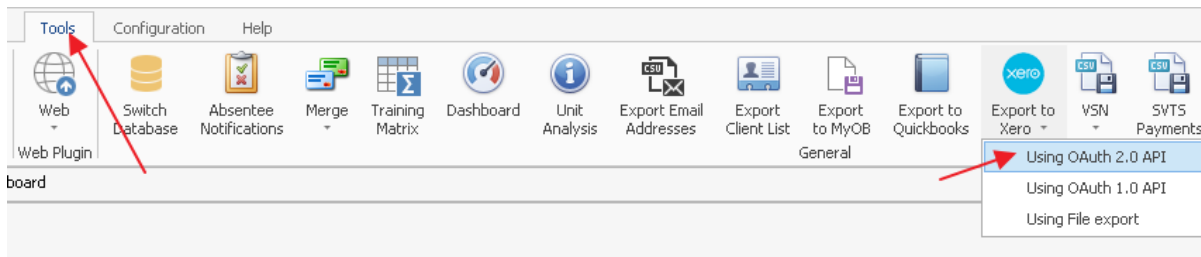 Tools Configuration Help
CSV xero CSV CSV
Web Switch Absentee Merge Training Dashboard Unit Export Email Export Export Export to Export to VSN SVTS
Database Notifications Matrix Analysis Addresses Client List to MyOB Quickbooks Xero Payments
Web Plugin General
board
Using OAuth 2.0 API
Using OAuth 1.0 API
Using File export